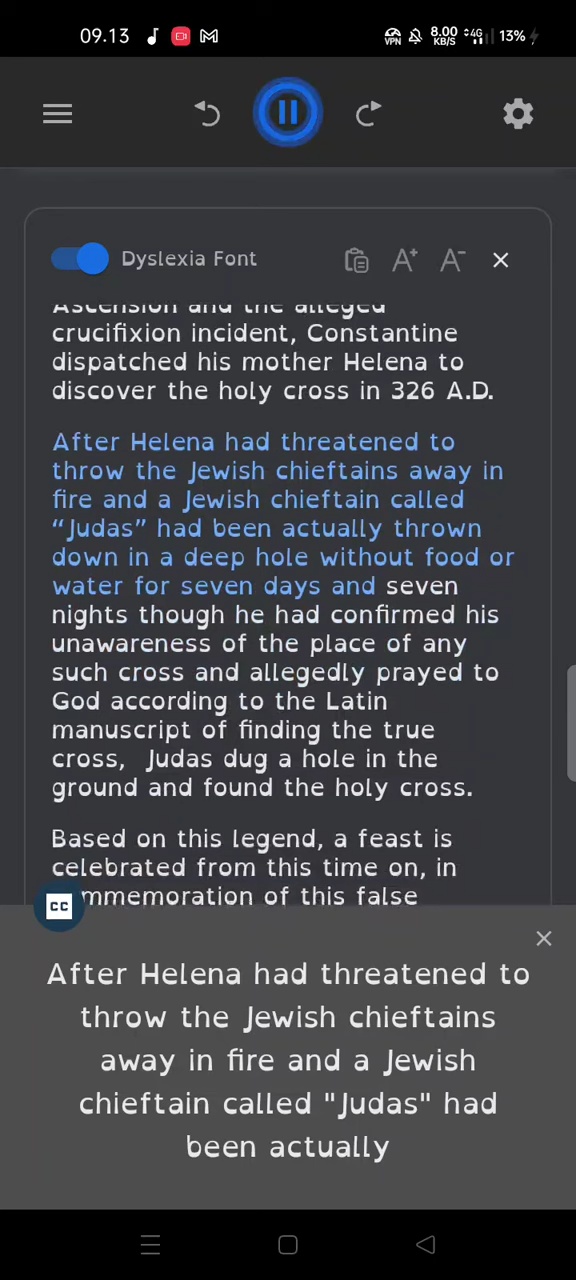 09.13
VPN
8.00
KB/S
4G
13%
Dyslexia Font
A+
A-
Ascension and the alleged
crucifixion incident, Constantine
dispatched his mother Helena to
discover the holy cross in 326 A.D.
After Helena had threatened to
throw the Jewish chieftains away in
fire and a Jewish chieftain called
“Judas” had been actually thrown
down in a deep hole without food or
water for seven days and seven
nights though he had confirmed his
unawareness of the place of any
such cross and allegedly prayed to
God according to the Latin
manuscript of finding the true
cross,  Judas dug a hole in the
ground and found the holy cross.
Based on this legend, a feast is
celebrated from this time on, in
mmemoration of this false
CC
After Helena had threatened to
throw the Jewish chieftains
away in fire and a Jewish
chieftain called "Judas" had
been actually